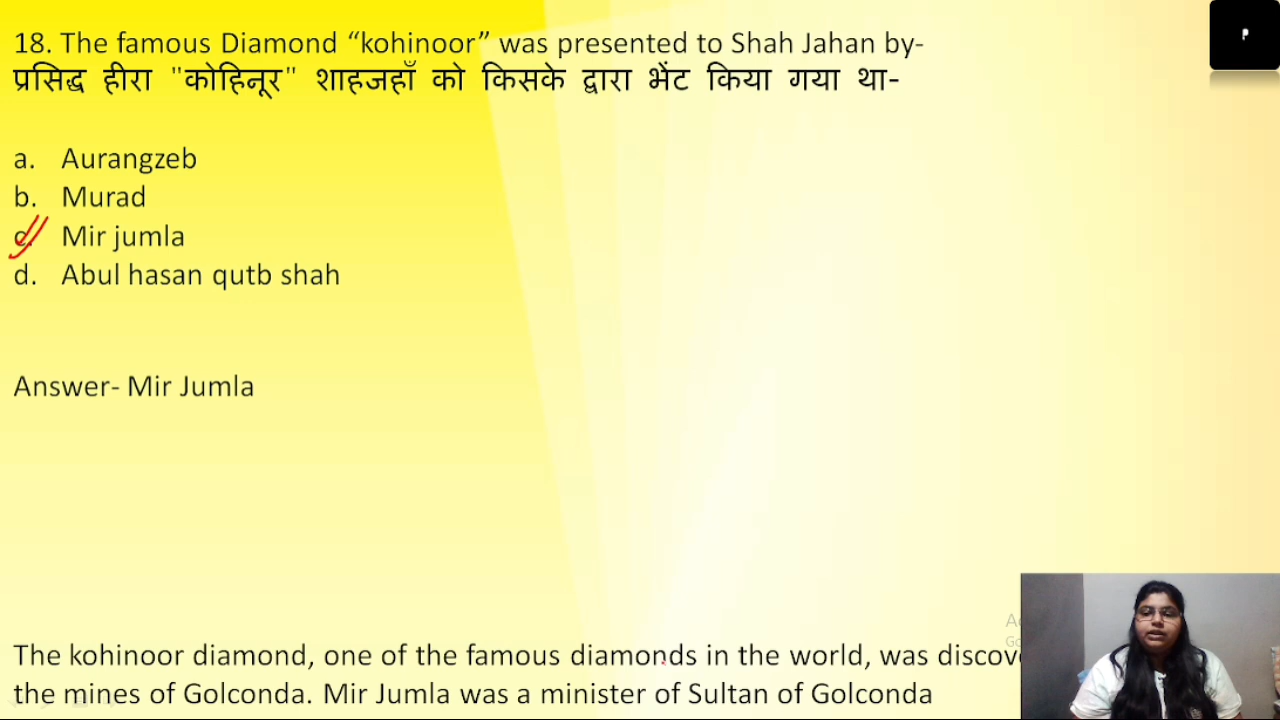 18. The famous Diamond “kohinoor” was presented to Shah Jahan by-
प्रसिद्ध हीरा "कोहिनूर" शाहजहाँ को किसके द्वारा भेंट किया गया था-
a. Aurangzeb
b. Murad
c. Mir jumla
d. Abul hasan qutb shah
Answer- Mir Jumla
The kohinoor diamond, one of the famous diamonds in the world, was
the mines of Golconda. Mir Jumla was a minister of Sultan of Golconda